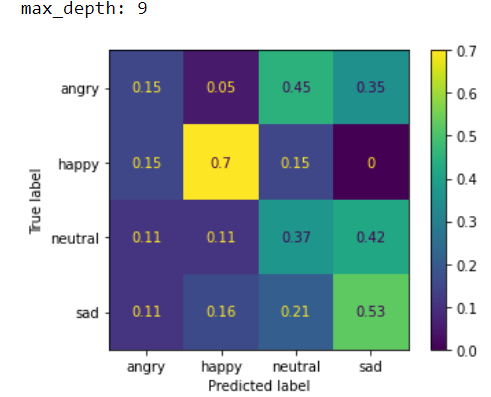 max_depth: 9
0.7
angry 0.15 0.05 0.45 0.35
0.6
0.5
happy 0.15 0.7 0.15 0
0.4
True label
0.3
neutral 0.11 0.11 0.37 0.42
0.2
sad 0.11 0.16 0.21 0.53
0.1
0.0
angry happy neutral sad
Predicted label